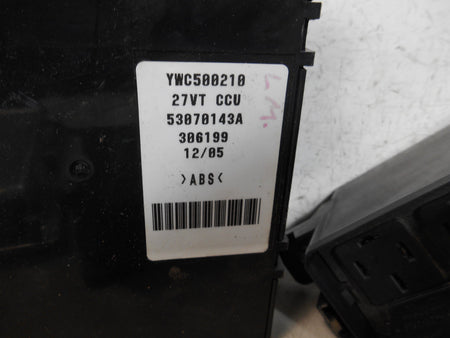 YWC500210
27VT CCU
53070143A
306199
12/05
>ABS<
L.M.